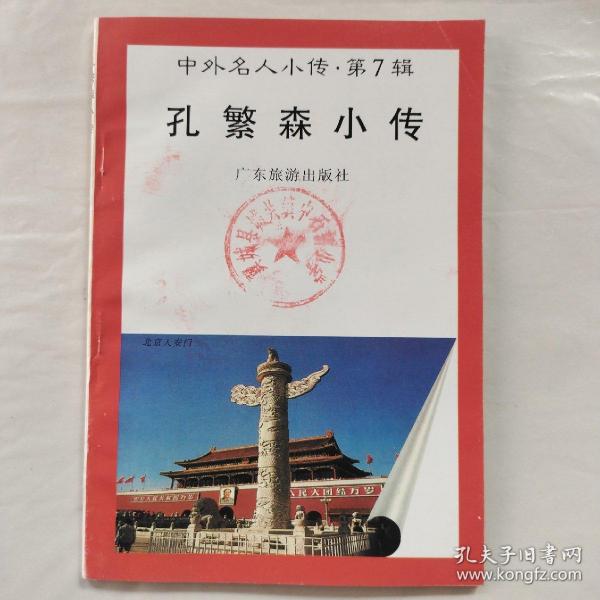 中外名人小传·第7辑
孔繁森小传
广东旅游出版社
北京天安门
人民大团结万岁
孔夫子旧书网
www.kongfz.com